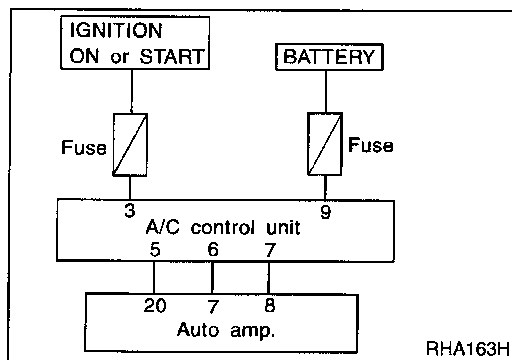 IGNITION
ON or START
BATTERY
Fuse
Fuse
3
9
A/C control unit
5 6 7
20 7 8
Auto amp.
RHA163H